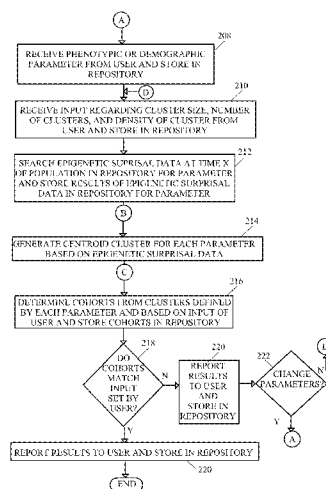 A
208
RECEIVE PHENOTYPIC OR DEMOGRAPHIC
PARAMETER FROM USER AND STORE IN
REPOSITORY
D
210
RECEIVE INPUT REGARDING CLUSTER SIZE, NUMBER
OF CLUSTERS, AND DENSITY OF CLUSTER FROM
USER AND STORE IN REPOSITORY
212
SEARCH EPIGENETIC SUPRISAL DATA AT TIME X
OF POPULATION IN REPOSITORY FOR PARAMETER
AND STORE RESULTS OF EPIGENETIC SUPRISAL
DATA IN REPOSITORY FOR PARAMETER
B
214
GENERATE CENTROID CLUSTER FOR EACH PARAMETER
BASED ON EPIGENETIC SUPRISAL DATA
C
216
DETERMINE COHORTS FROM CLUSTERS DEFINED
BY EACH PARAMETER AND BASED ON INPUT OF
USER AND STORE COHORTS IN REPOSITORY
218
DO
COHORTS
MATCH
INPUT
SET BY
USER?
N
220
REPORT
RESULTS
TO USER
AND
STORE IN
REPOSITORY
222
CHANGE
PARAMETERS?
N
Y
A
Y
REPORT RESULTS TO USER AND STORE IN REPOSITORY
220
END